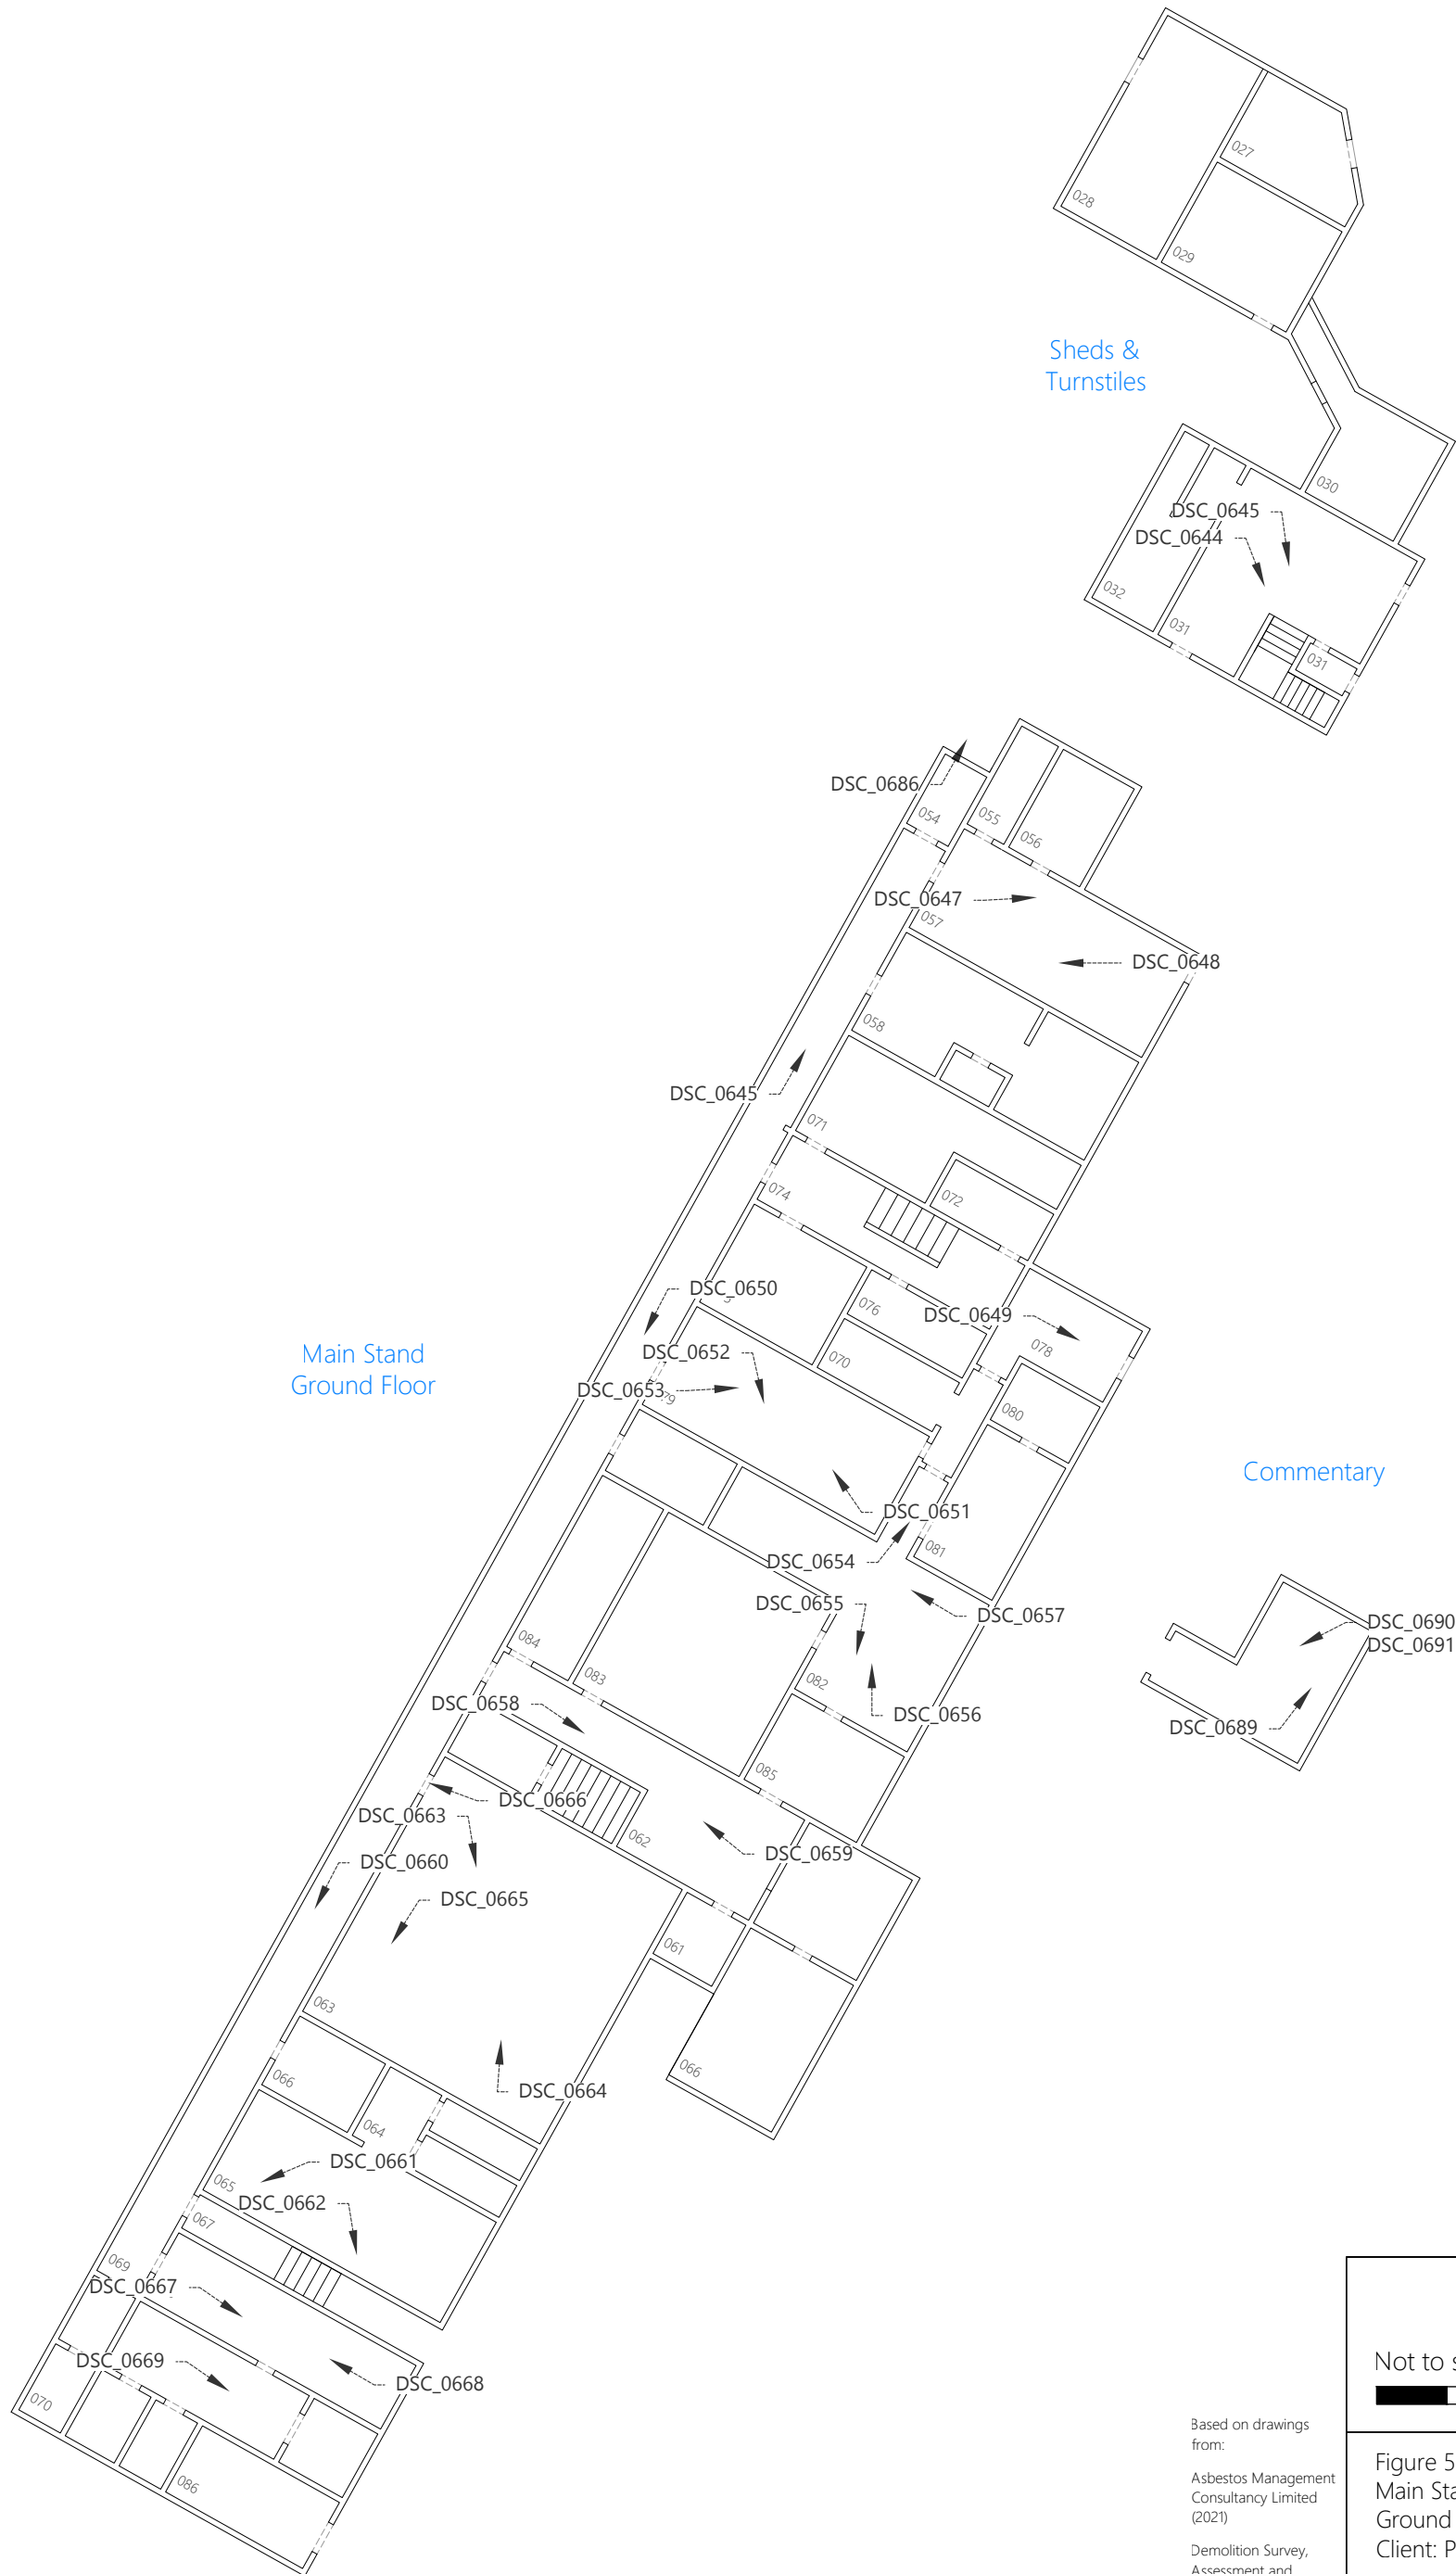 027
028
029
Sheds &
Turnstiles
030
DSC_0645
DSC_0644
032
031
031
DSC_0686
054
055
056
DSC_0647
057
DSC_0648
058
DSC_0645
071
074
072
DSC_0650
076
DSC_0649
Main Stand
Ground Floor
DSC_0652
078
070
DSC_0653
080
Commentary
DSC_0651
081
DSC_0654
DSC_0655
DSC_0657
DSC_0690
DSC_0691
084
083
082
DSC_0658
DSC_0656
DSC_0689
085
DSC_0666
DSC_0663
062
DSC_0659
DSC_0660
DSC_0665
061
063
066
066
DSC_0664
064
DSC_0661
065
DSC_0662
067
069
DSC_0667
DSC_0669
DSC_0668
070
086
Not to
Based on drawings
from:
Asbestos Management
Consultancy Limited
(2021)
Demolition Survey,
Assessment and
Figure 5
Main
Ground
Client: